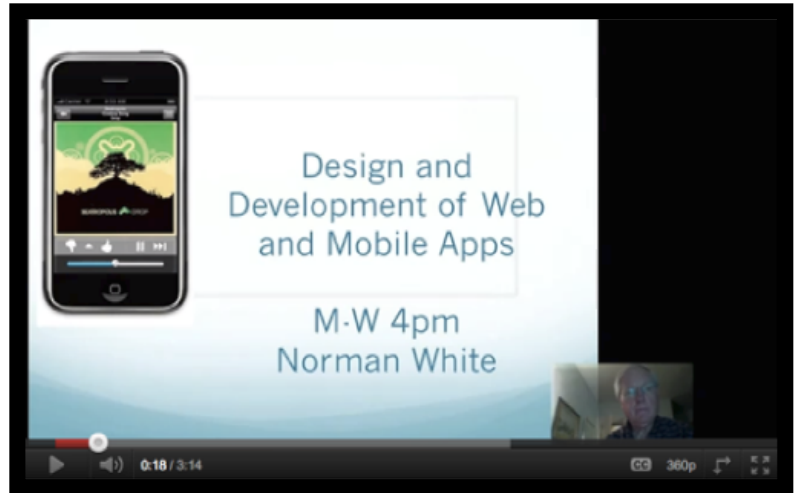 Design and
Development of Web
and Mobile Apps
M-W 4pm
Norman White
0:18 / 3:14
CC
360p